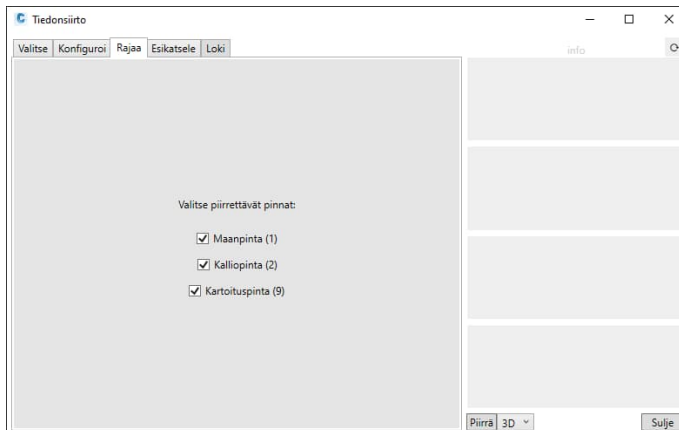 Tiedonsiirto
Valitse Konfiguroi Rajaa Esikatsele Loki
info
Valitse piirrettävät pinnat:
Maanpinta (1)
Kalliopinta (2)
Kartoituspinta (9)
Piirrä 3D Sulje